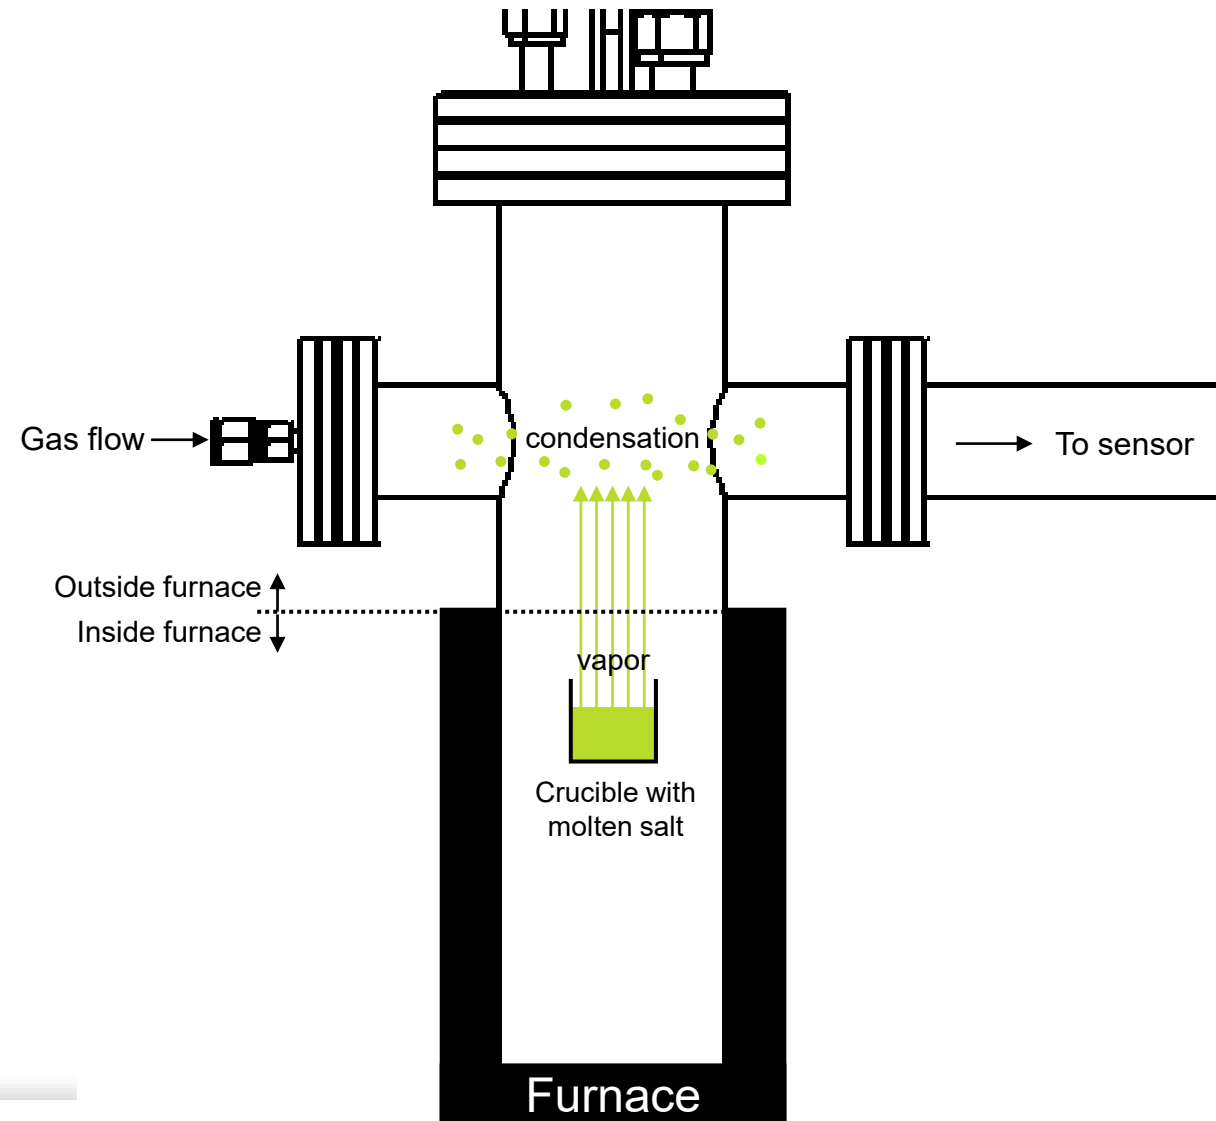 Gas flow
condensation
To sensor
Outside furnace
Inside furnace
vapor
Crucible with
molten salt
Furnace